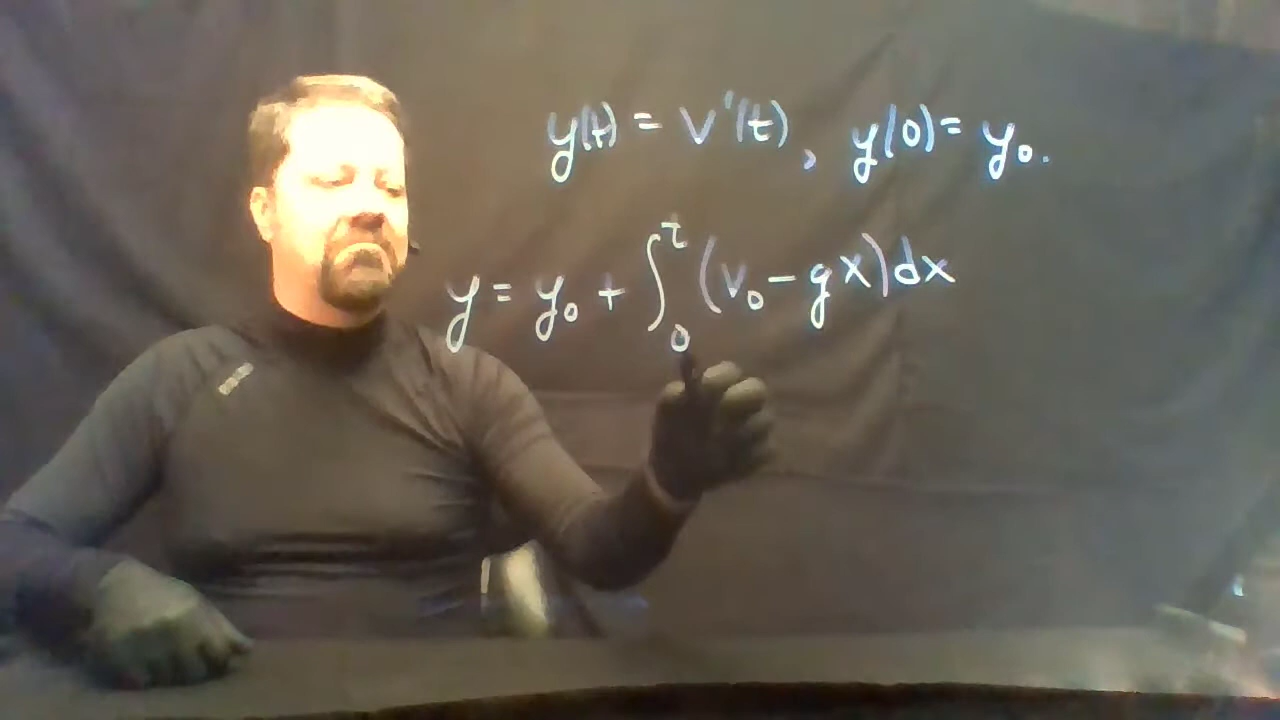 y(t) = v'(t), y(0) = y₀.
y = y₀ + ∫₀ᵗ (v₀ - gx)dx